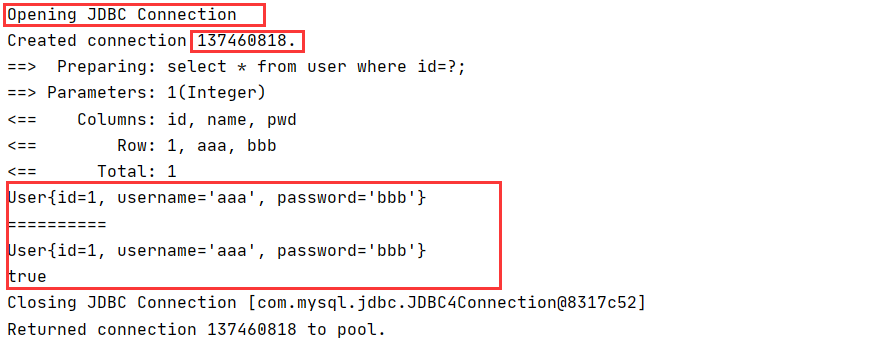 Opening JDBC Connection
Created connection 137460818.
==>  Preparing: select * from user where id=?;
==> Parameters: 1(Integer)
<==    Columns: id, name, pwd
<==        Row: 1, aaa, bbb
<==      Total: 1
User{id=1, username='aaa', password='bbb'}
==========
User{id=1, username='aaa', password='bbb'}
true
Closing JDBC Connection [com.mysql.jdbc.JDBC4Connection@8317c52]
Returned connection 137460818 to pool.